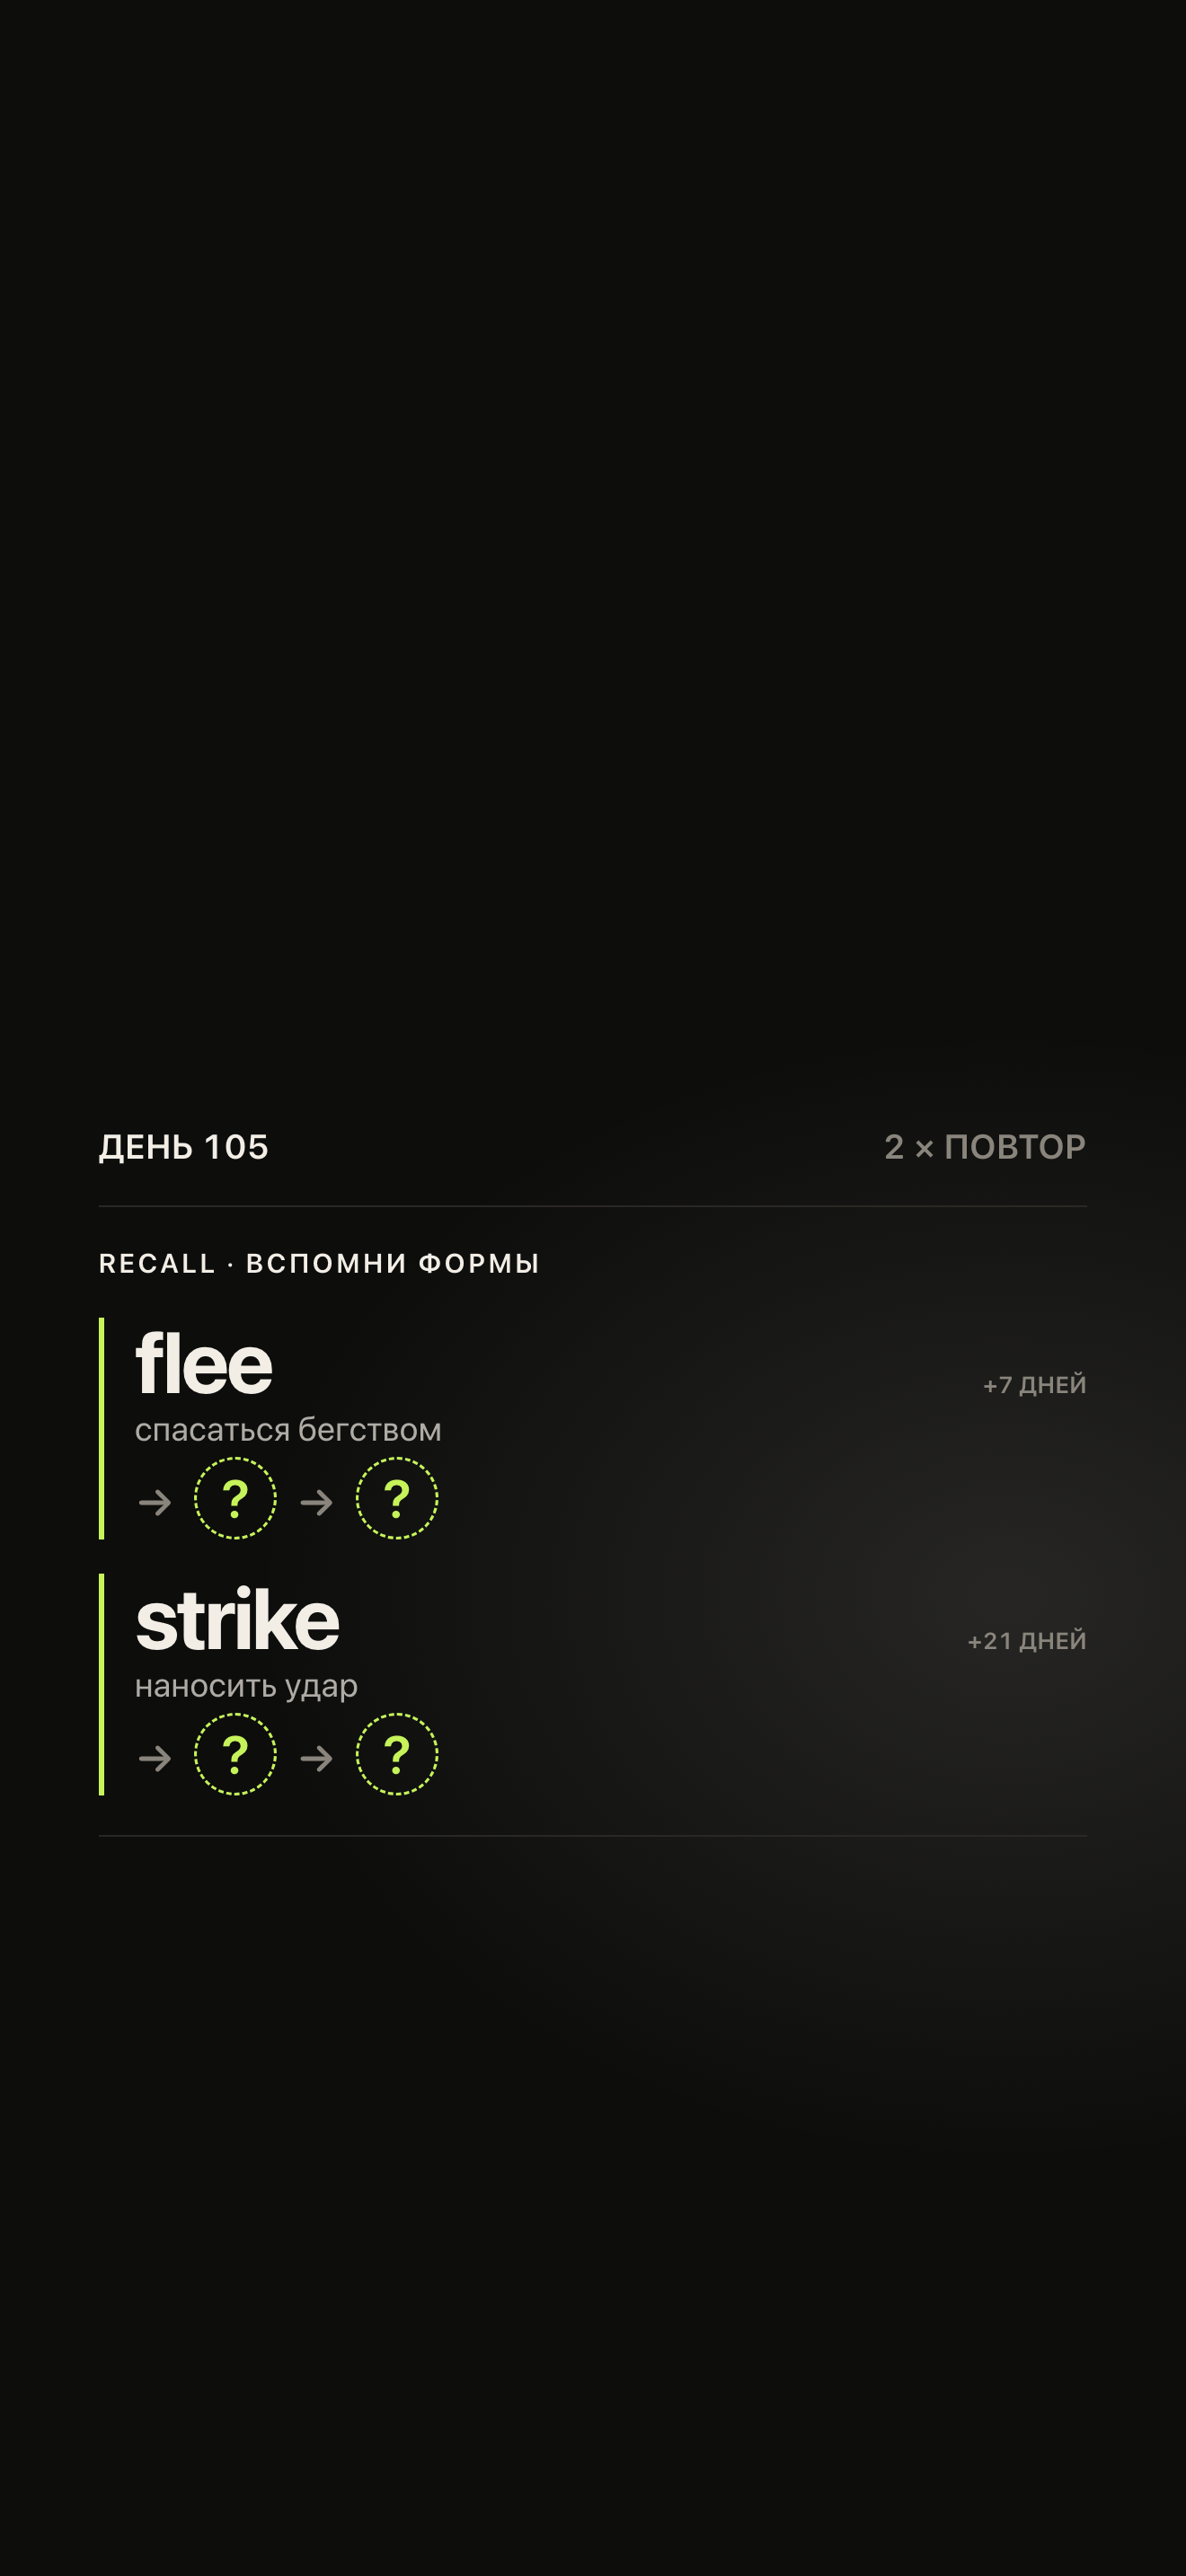 ДЕНЬ 105
2 × ПОВТОР
RECALL · ВСПОМНИ ФОРМЫ
flee
+7 ДНЕЙ
спасаться бегством
→ ? → ?
strike
+21 ДНЕЙ
наносить удар
→ ? → ?